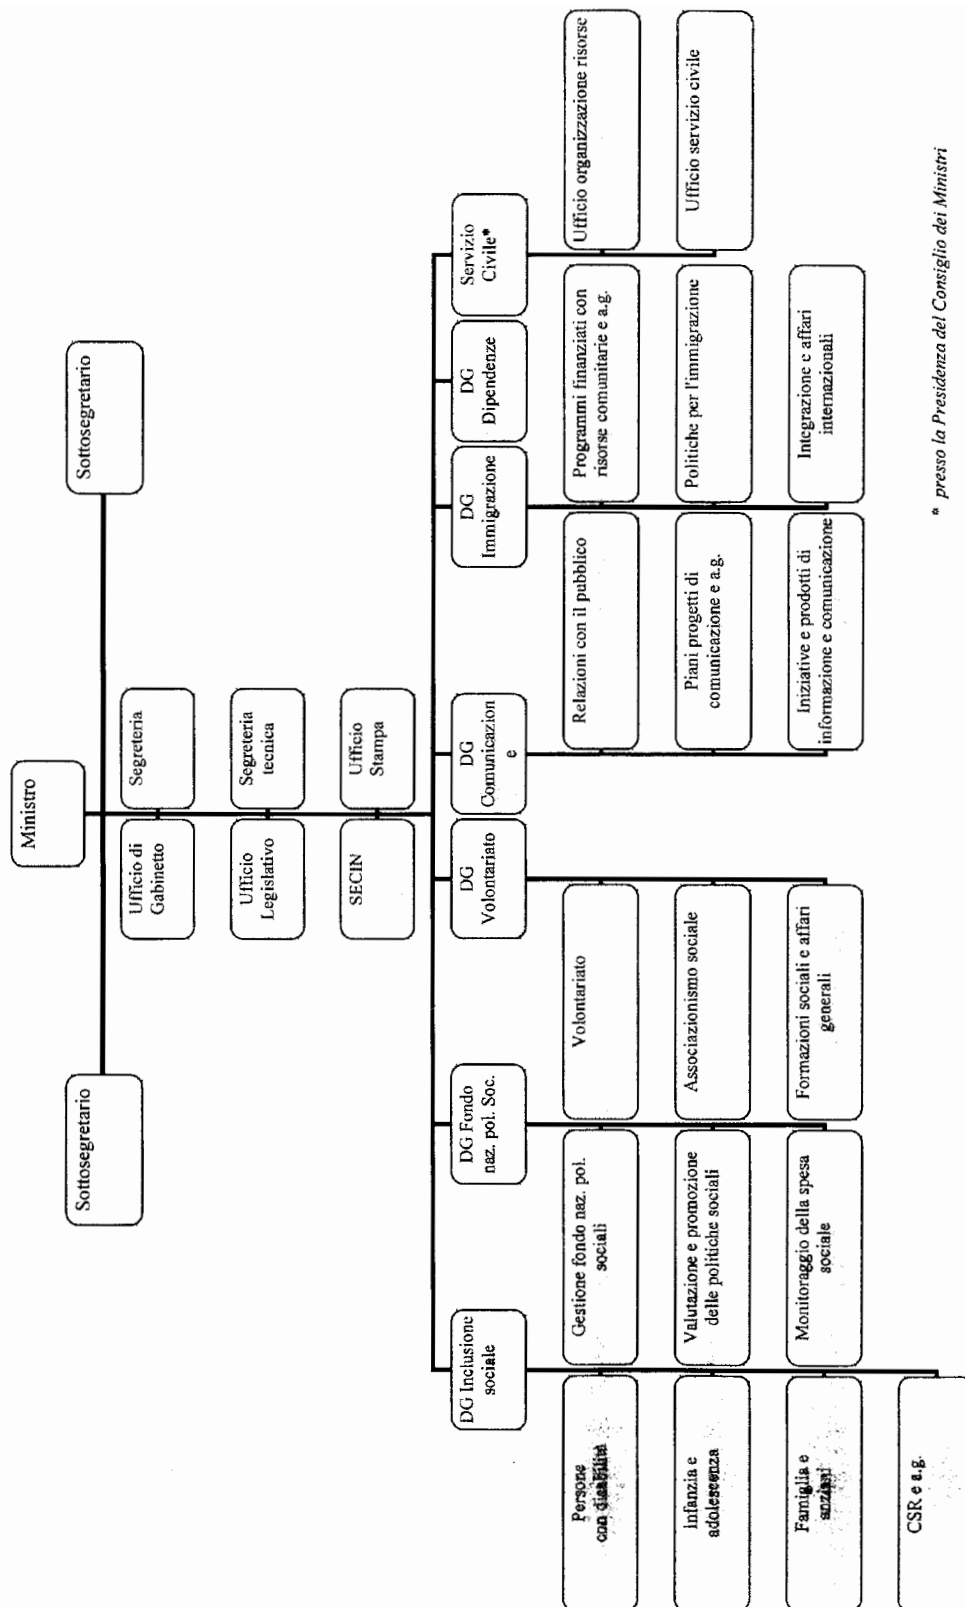 Ministro
Sottosegretario
Sottosegretario
Ufficio di
Gabinetto
Segreteria
Ufficio
Legislativo
Segreteria
tecnica
SECIN
Ufficio
Stampa
DG Inclusione
sociale
DG Fondo
naz. pol. Soc.
DG
Volontariato
DG
Comunicazion
e
DG
Immigrazione
DG
Dipendenze
Servizio
Civile*
Persone
con disabilità
Gestione fondo naz. pol.
sociali
Volontariato
Relazioni con il pubblico
Programmi finanziati con
risorse comunitarie e a.g.
Ufficio organizzazione risorse
Infanzia e
adolescenza
Valutazione e promozione
delle politiche sociali
Associazionismo sociale
Piani progetti di
comunicazione e a.g.
Politiche per l'immigrazione
Ufficio servizio civile
Famiglia e
anziani
Monitoraggio della spesa
sociale
Formazioni sociali e affari
generali
Iniziative e prodotti di
informazione e comunicazione
Integrazione e affari
internazionali
CSR e a.g.
* presso la Presidenza del Consiglio dei Ministri